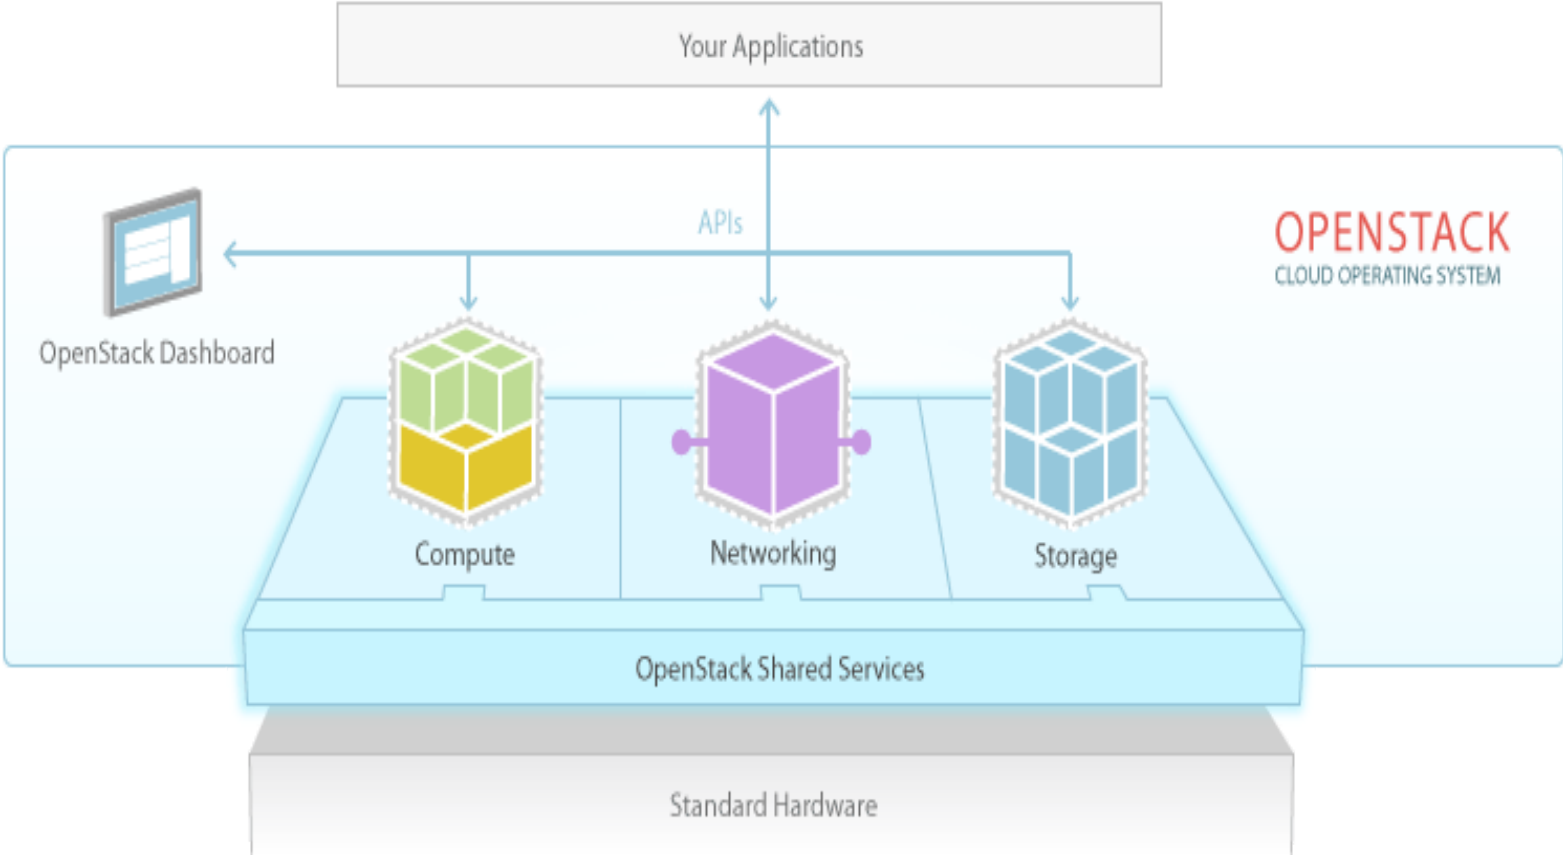 Your Applications
APIs
OPENSTACK
CLOUD OPERATING SYSTEM
OpenStack Dashboard
Compute
Networking
Storage
OpenStack Shared Services
Standard Hardware